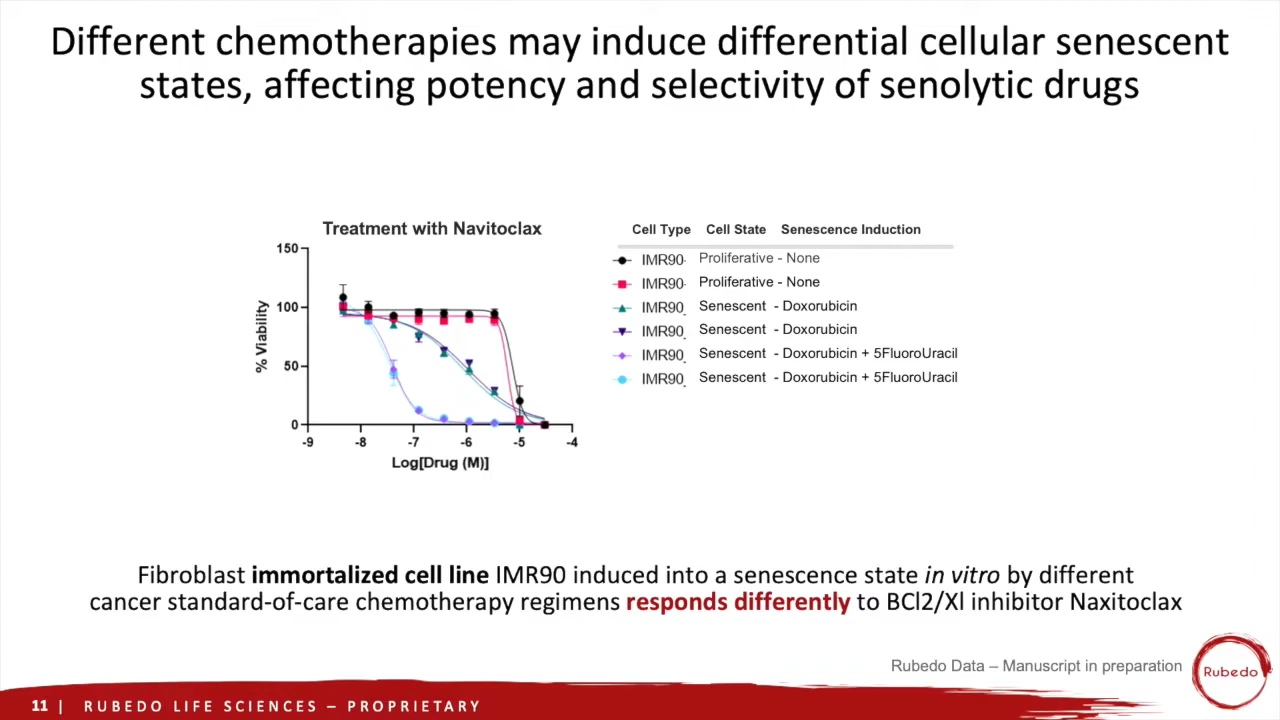 Different chemotherapies may induce differential cellular senescent
states, affecting potency and selectivity of senolytic drugs
Treatment with Navitoclax
% Viability
150
100
50
0
-9 -8 -7 -6 -5 -4
Log[Drug (M)]
Cell Type Cell State Senescence Induction
IMR90 Proliferative - None
IMR90 Proliferative - None
IMR90 Senescent - Doxorubicin
IMR90 Senescent - Doxorubicin
IMR90 Senescent - Doxorubicin + 5FluoroUracil
IMR90 Senescent - Doxorubicin + 5FluoroUracil
Fibroblast immortalized cell line IMR90 induced into a senescence state in vitro by different
cancer standard-of-care chemotherapy regimens responds differently to BCl2/Xl inhibitor Naxitoclax
Rubedo Data – Manuscript in preparation
Rubedo
11 | RUBEDO LIFE SCIENCES – PROPRIETARY